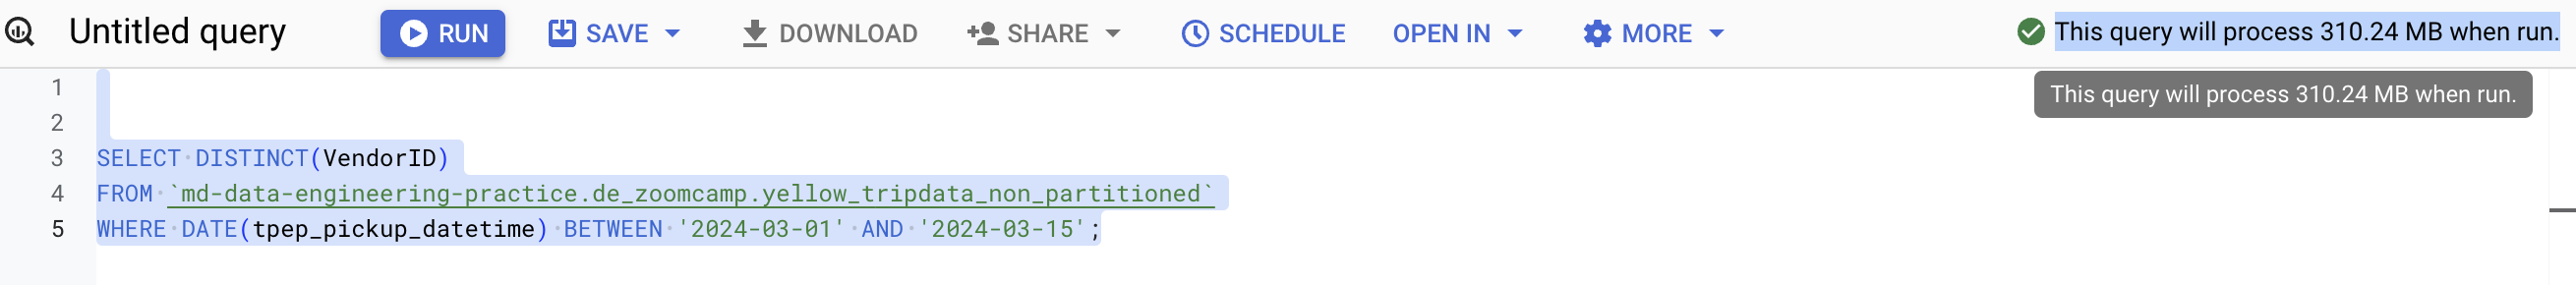 Untitled query RUN SAVE DOWNLOAD SHARE SCHEDULE OPEN IN MORE This query will process 310.24 MB when run.
This query will process 310.24 MB when run.
1
2
3 SELECT DISTINCT(VendorID)
4 FROM `md-data-engineering-practice.de_zoomcamp.yellow_tripdata_non_partitioned`
5 WHERE DATE(tpep_pickup_datetime) BETWEEN '2024-03-01' AND '2024-03-15';